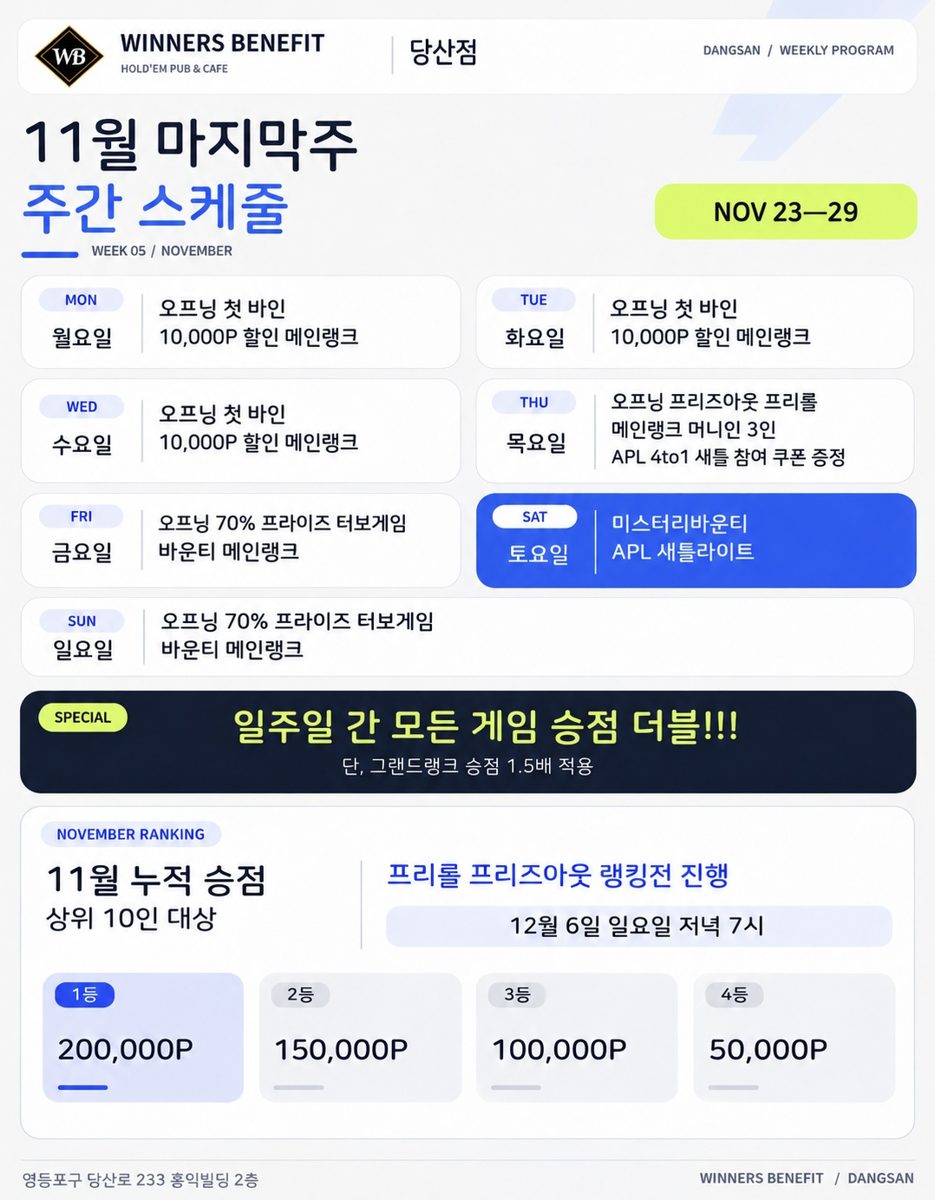 WB
WINNERS BENEFIT
HOLD'EM PUB & CAFE
당산점
DANGSAN / WEEKLY PROGRAM
11월 마지막주
주간 스케줄
WEEK 05 / NOVEMBER
NOV 23—29
MON
월요일
오프닝 첫 바인
10,000P 할인 메인랭크
TUE
화요일
오프닝 첫 바인
10,000P 할인 메인랭크
WED
수요일
오프닝 첫 바인
10,000P 할인 메인랭크
THU
목요일
오프닝 프리즈아웃 프리롤
메인랭크 머니인 3인
APL 4to1 새틀 참여 쿠폰 증정
FRI
금요일
오프닝 70% 프라이즈 터보게임
바운티 메인랭크
SAT
토요일
미스터리바운티
APL 새틀라이트
SUN
일요일
오프닝 70% 프라이즈 터보게임
바운티 메인랭크
SPECIAL
일주일 간 모든 게임 승점 더블!!!
단, 그랜드랭크 승점 1.5배 적용
NOVEMBER RANKING
11월 누적 승점
상위 10인 대상
프리롤 프리즈아웃 랭킹전 진행
12월 6일 일요일 저녁 7시
1등
200,000P
2등
150,000P
3등
100,000P
4등
50,000P
영등포구 당산로 233 홍익빌딩 2층
WINNERS BENEFIT / DANGSAN